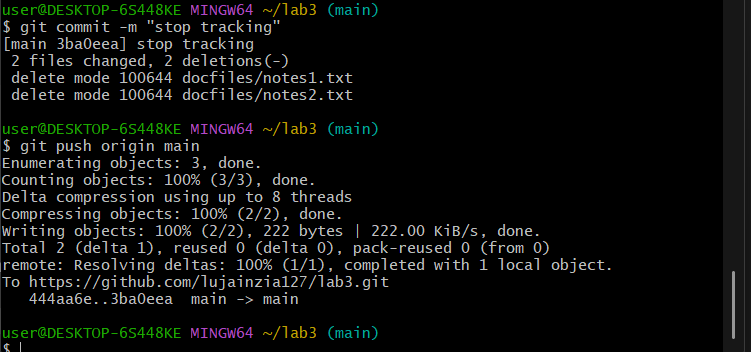 user@DESKTOP-6S448KE MINGW64 ~/lab3 (main)
$ git commit -m "stop tracking"
[main 3ba0eea] stop tracking
 2 files changed, 2 deletions(-)
 delete mode 100644 docfiles/notes1.txt
 delete mode 100644 docfiles/notes2.txt

user@DESKTOP-6S448KE MINGW64 ~/lab3 (main)
$ git push origin main
Enumerating objects: 3, done.
Counting objects: 100% (3/3), done.
Delta compression using up to 8 threads
Compressing objects: 100% (2/2), done.
Writing objects: 100% (2/2), 222 bytes | 222.00 KiB/s, done.
Total 2 (delta 1), reused 0 (delta 0), pack-reused 0 (from 0)
remote: Resolving deltas: 100% (1/1), completed with 1 local object.
To https://github.com/lujainzia127/lab3.git
   444aa6e..3ba0eea  main -> main

user@DESKTOP-6S448KE MINGW64 ~/lab3 (main)
$